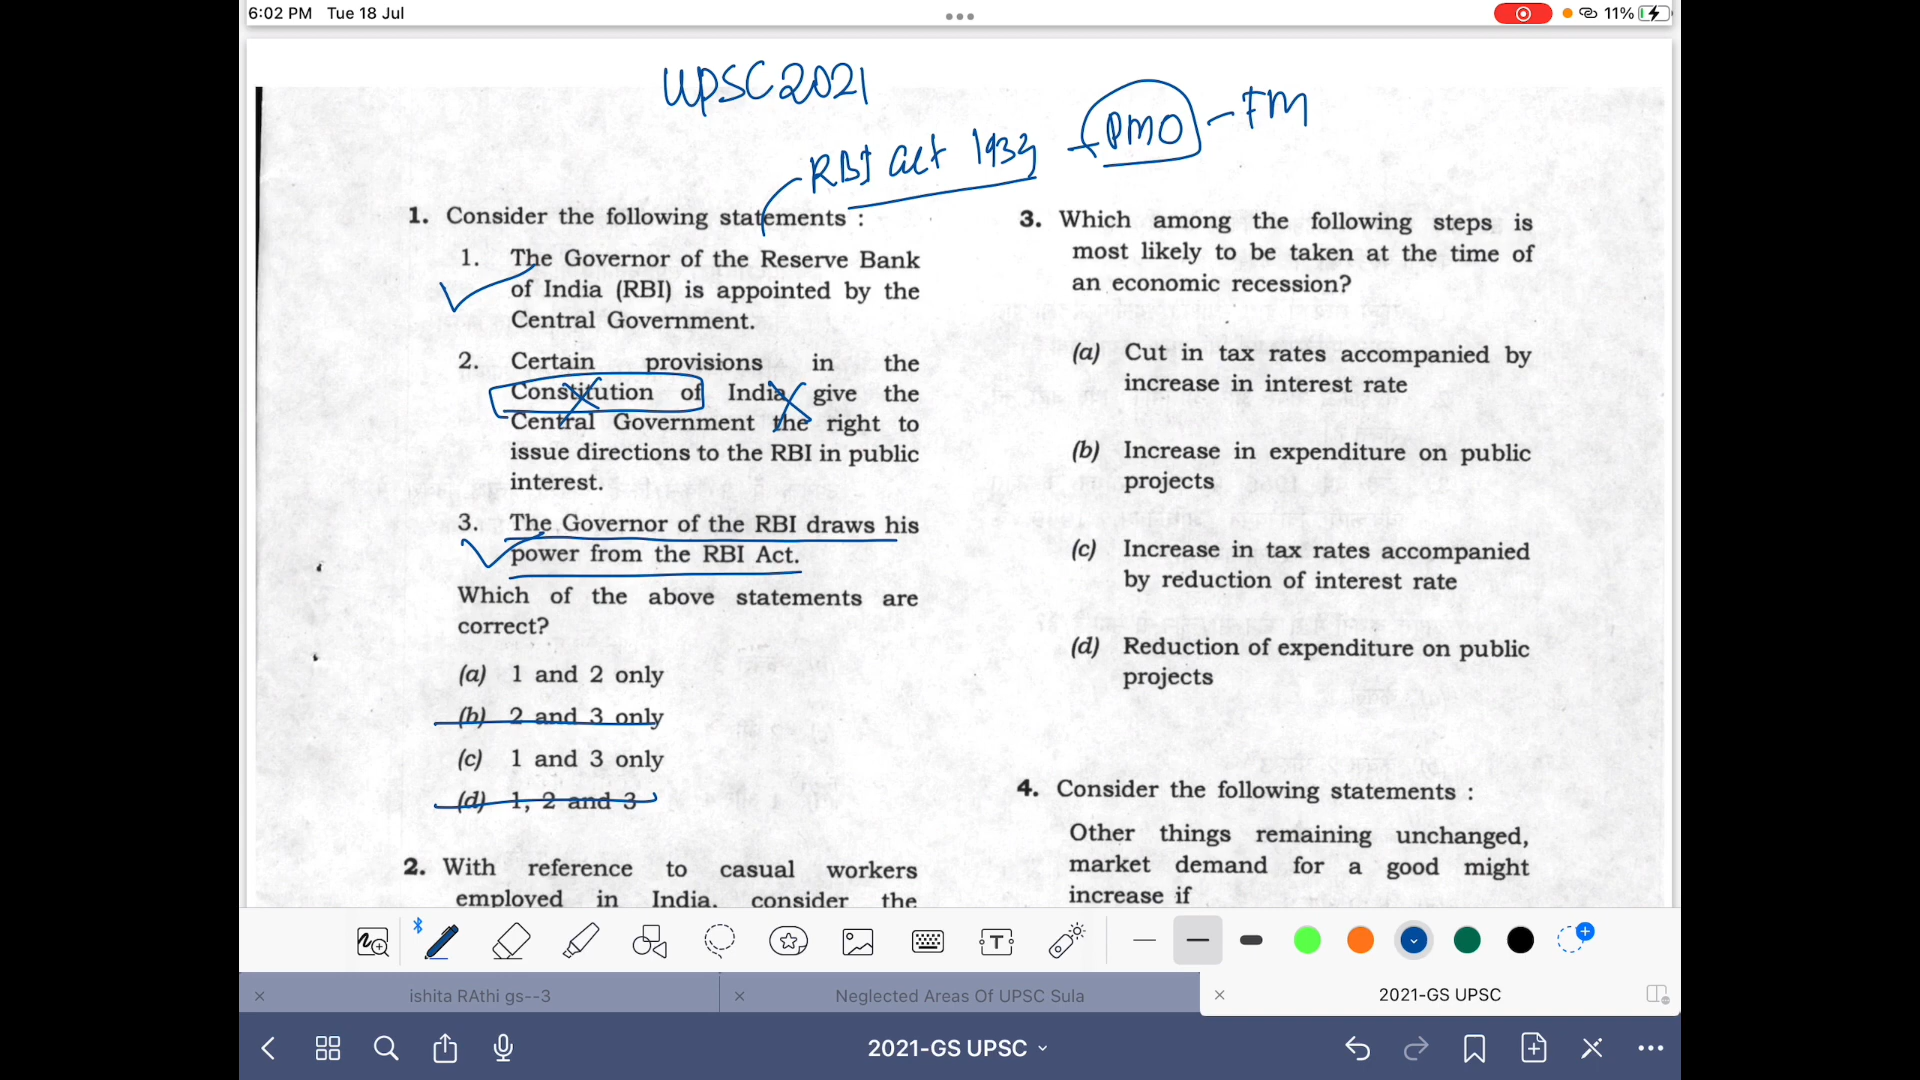 6:02 PM Tue 18 Jul
11%
UPSC 2021
RBI act 1934
PMO - FM
1. Consider the following statements :
1. The Governor of the Reserve Bank
of India (RBI) is appointed by the
Central Government.
2. Certain provisions in the
Constitution of India give the
Central Government the right to
issue directions to the RBI in public
interest.
3. The Governor of the RBI draws his
power from the RBI Act.
Which of the above statements are
correct?
(a) 1 and 2 only
(b) 2 and 3 only
(c) 1 and 3 only
(d) 1, 2 and 3
2. With reference to casual workers
employed in India, consider the
3. Which among the following steps is
most likely to be taken at the time of
an economic recession?
(a) Cut in tax rates accompanied by
increase in interest rate
(b) Increase in expenditure on public
projects
(c) Increase in tax rates accompanied
by reduction of interest rate
(d) Reduction of expenditure on public
projects
4. Consider the following statements :
Other things remaining unchanged,
market demand for a good might
increase if
ishita RAthi gs--3
Neglected Areas Of UPSC Sula
2021-GS UPSC
2021-GS UPSC